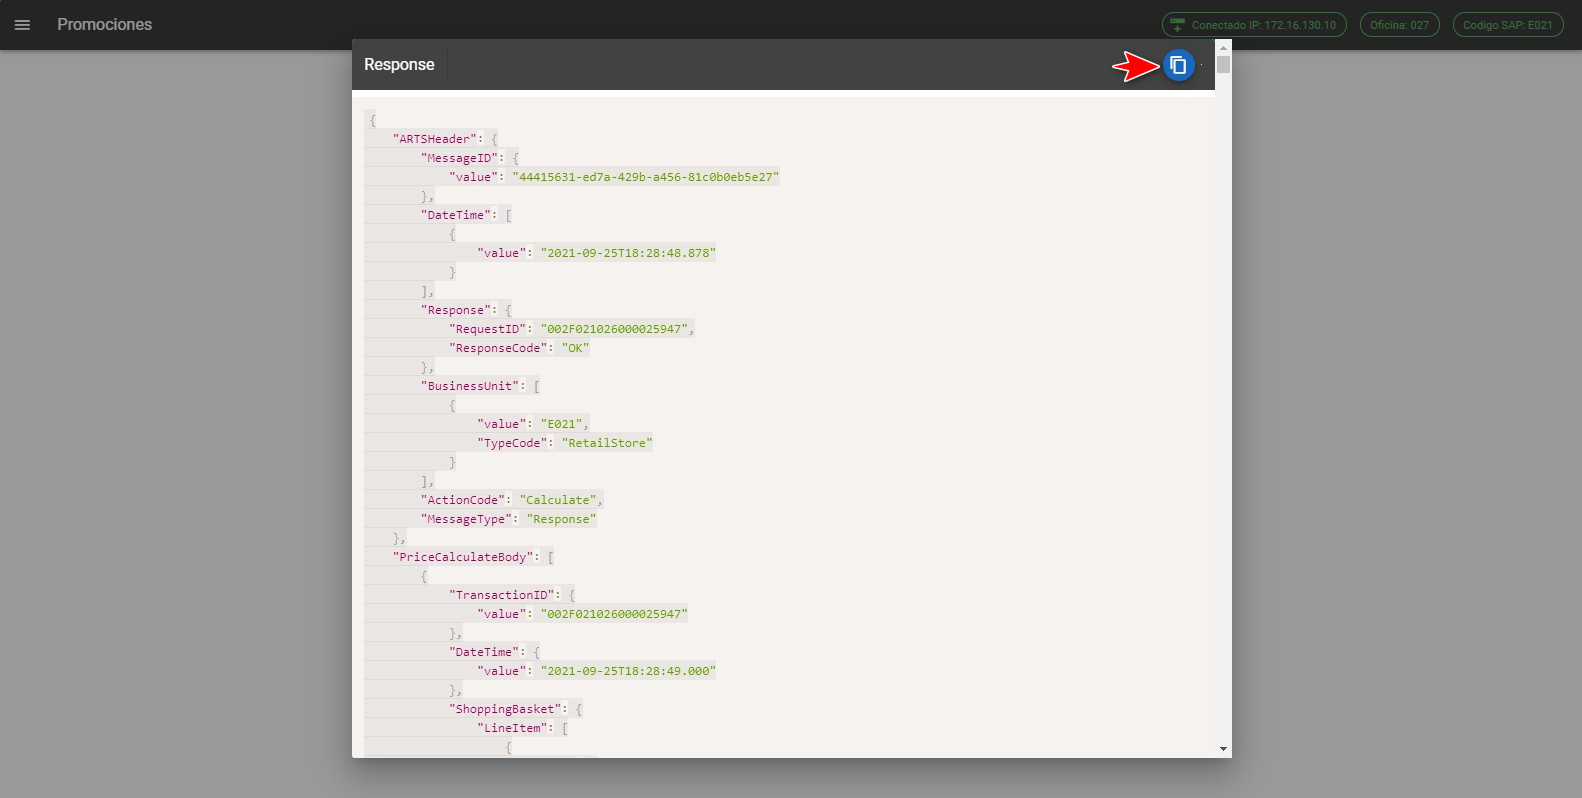 Promociones
Conectado IP: 172.16.130.10
Oficina: 027
Codigo SAP: E021
Response
{
"ARTSHeader": {
"MessageID": {
"value": "44415631-ed7a-429b-a456-81c0b0eb5e27"
},
"DateTime": [
{
"value": "2021-09-25T18:28:48.878"
}
],
"Response": {
"RequestID": "002F021026000025947",
"ResponseCode": "OK"
},
"BusinessUnit": [
{
"value": "E021",
"TypeCode": "RetailStore"
}
],
"ActionCode": "Calculate",
"MessageType": "Response"
},
"PriceCalculateBody": [
{
"TransactionID": {
"value": "002F021026000025947"
},
"DateTime": {
"value": "2021-09-25T18:28:49.000"
},
"ShoppingBasket": {
"LineItem": [
{